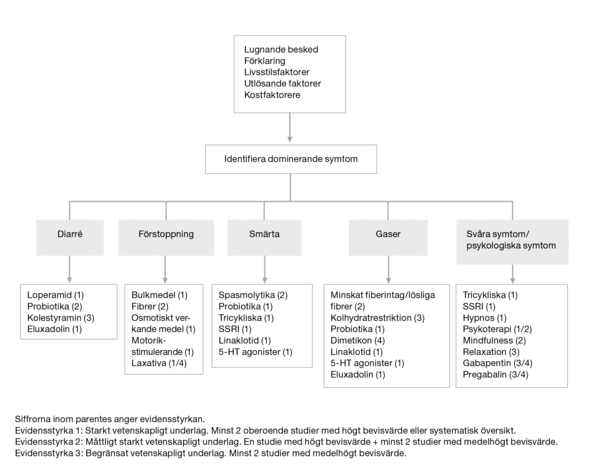 Lugnande besked
Förklaring
Livsstilsfaktorer
Utlösande faktorer
Kostfaktorere
Identifiera dominerande symtom
Diarré
Förstoppning
Smärta
Gaser
Svåra symtom/
psykologiska symtom
Loperamid (1)
Probiotika (2)
Kolestyramin (3)
Eluxadolin (1)
Bulkmedel (1)
Fibrer (2)
Osmotiskt ver-
kande medel (1)
Motorik-
stimulerande (1)
Laxativa (1/4)
Spasmolytika (2)
Probiotika (1)
Tricykliska (1)
SSRI (1)
Linaklotid (1)
5-HT agonister (1)
Minskat fiberintag/lösliga
fibrer (2)
Kolhydratrestriktion (3)
Probiotika (1)
Dimetikon (4)
Linaklotid (1)
5-HT agonister (1)
Eluxadolin (1)
Tricykliska (1)
SSRI (1)
Hypnos (1)
Psykoterapi (1/2)
Mindfulness (2)
Relaxation (3)
Gabapentin (3/4)
Pregabalin (3/4)
Siffrorna inom parentes anger evidensstyrkan.
Evidensstyrka 1: Starkt vetenskapligt underlag. Minst 2 oberoende studier med högt bevisvärde eller systematisk översikt.
Evidensstyrka 2: Måttligt starkt vetenskapligt underlag. En studie med högt bevisvärde + minst 2 studier med medelhögt bevisvärde.
Evidensstyrka 3: Begränsat vetenskapligt underlag. Minst 2 studier med medelhögt bevisvärde.